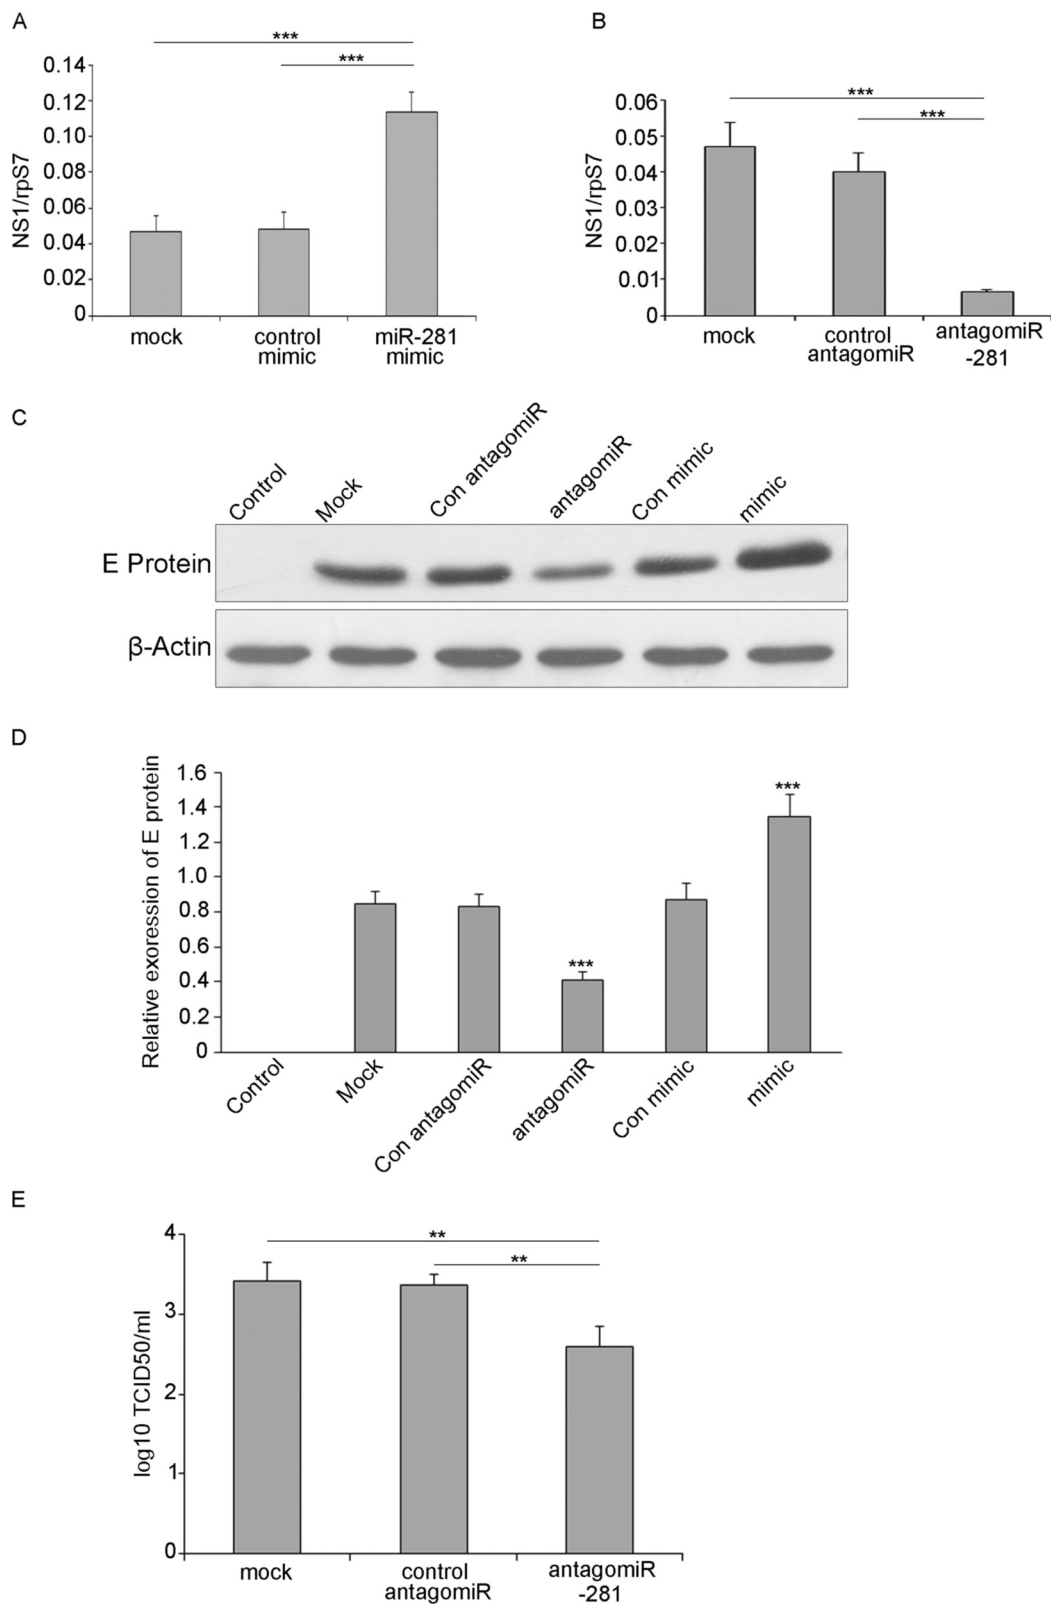 A
***
***
NS1/rpS7
0.14
0.12
0.10
0.08
0.06
0.04
0.02
0
mock
control
mimic
miR-281
mimic
B
***
***
NS1/rpS7
0.06
0.05
0.04
0.03
0.02
0.01
0
mock
control
antagomiR
antagomiR
-281
C
Control
Mock
Con antagomiR
antagomiR
Con mimic
mimic
E Protein
β-Actin
D
Relative exoression of E protein
1.6
1.4
1.2
1.0
0.8
0.6
0.4
0.2
0
***
***
Control
Mock
Con antagomiR
antagomiR
Con mimic
mimic
E
log10 TCID50/ml
4
3
2
1
0
**
**
mock
control
antagomiR
antagomiR
-281